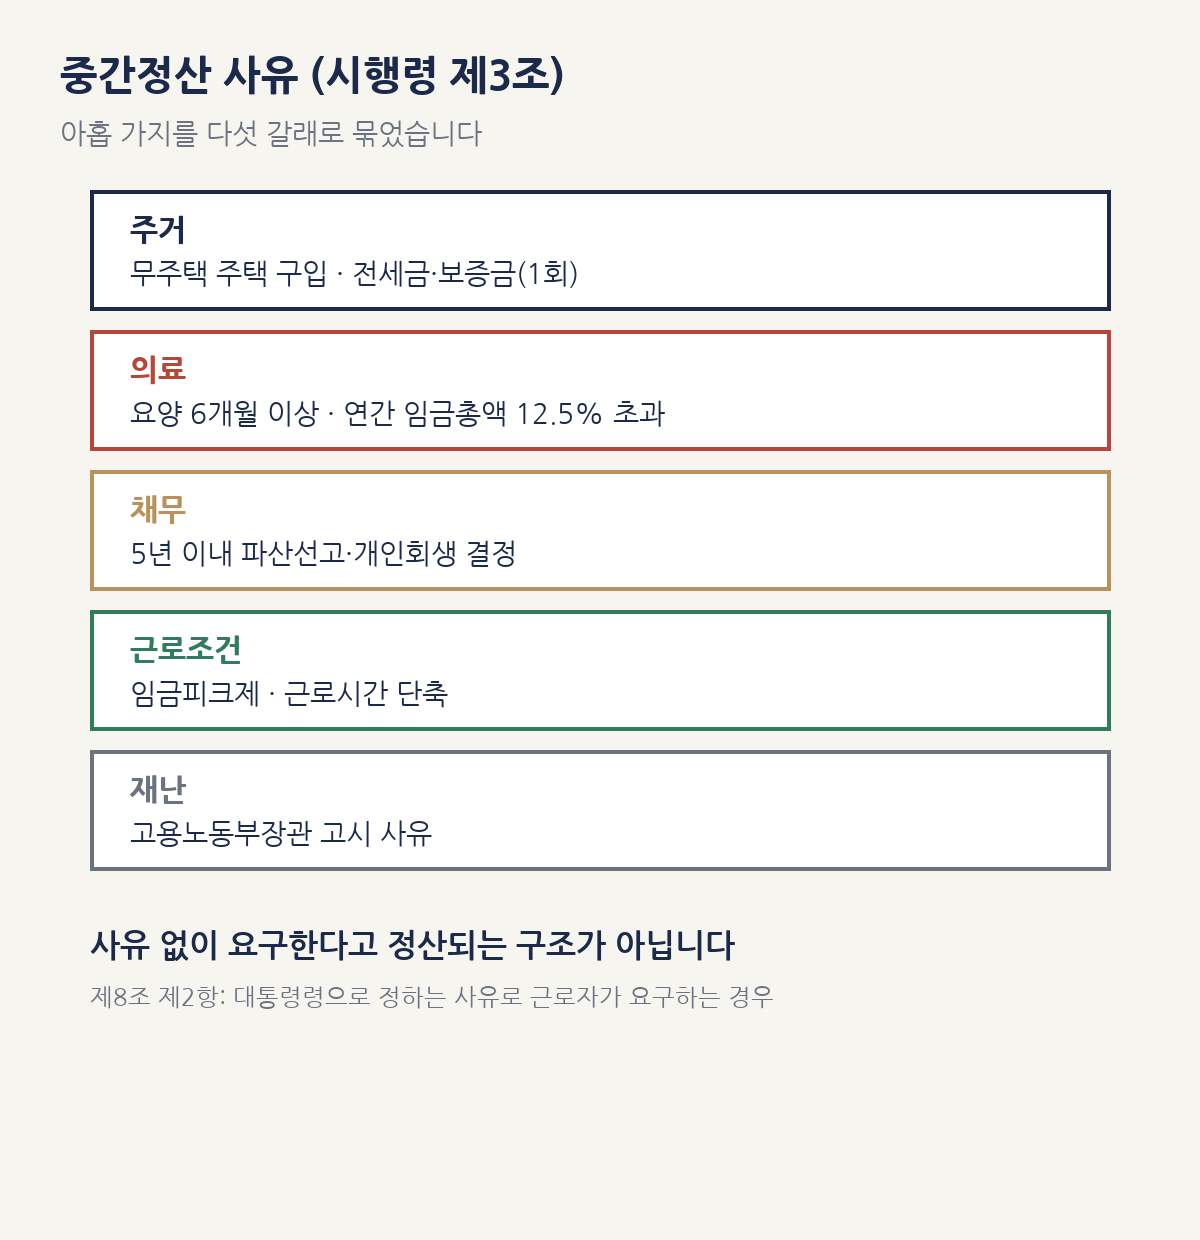 중간정산 사유 (시행령 제3조)
아홉 가지를 다섯 갈래로 묶었습니다
주거
무주택 주택 구입 · 전세금·보증금(1회)
의료
요양 6개월 이상 · 연간 임금총액 12.5% 초과
채무
5년 이내 파산선고·개인회생 결정
근로조건
임금피크제 · 근로시간 단축
재난
고용노동부장관 고시 사유
사유 없이 요구한다고 정산되는 구조가 아닙니다
제8조 제2항: 대통령령으로 정하는 사유로 근로자가 요구하는 경우